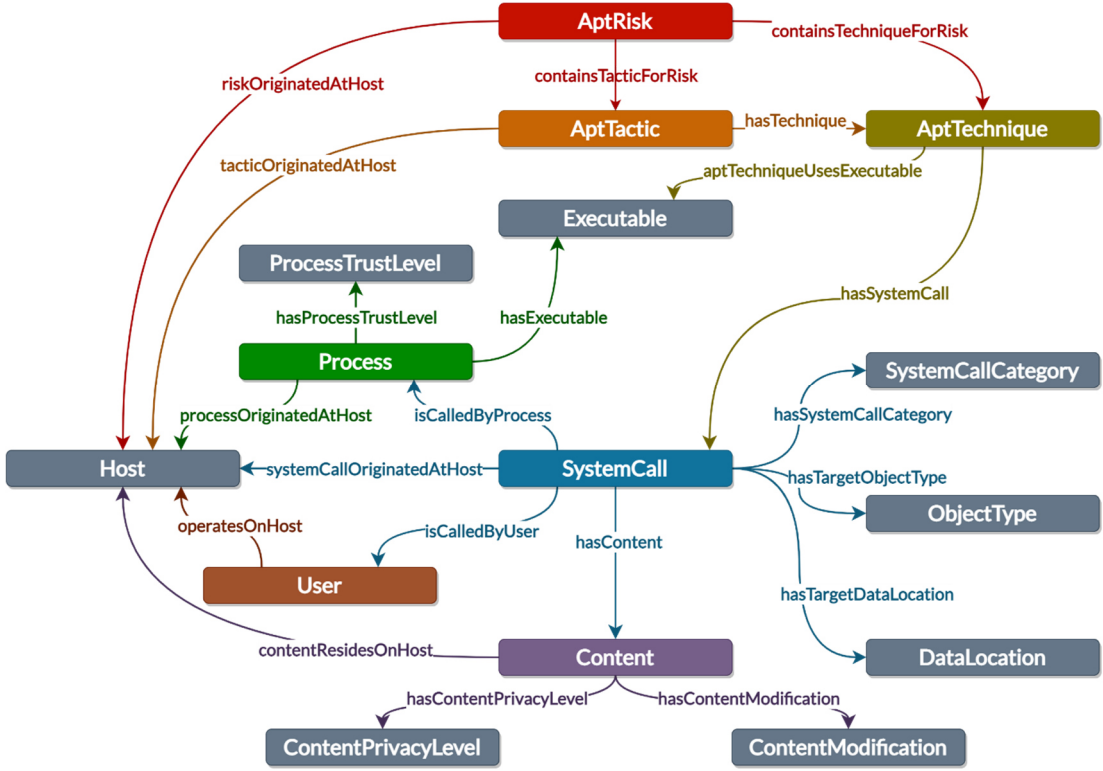 AptRisk
containsTechniqueForRisk
riskOriginatedAtHost
containsTacticForRisk
AptTactic
hasTechnique
AptTechnique
tacticOriginatedAtHost
aptTechniqueUsesExecutable
Executable
ProcessTrustLevel
hasSystemCall
hasProcessTrustLevel
hasExecutable
Process
SystemCallCategory
processOriginatedAtHost
isCalledByProcess
hasSystemCallCategory
Host
systemCallOriginatedAtHost
SystemCall
hasTargetObjectType
ObjectType
operatesOnHost
isCalledByUser
hasContent
User
hasTargetDataLocation
contentResidesOnHost
Content
DataLocation
hasContentPrivacyLevel
hasContentModification
ContentPrivacyLevel
ContentModification